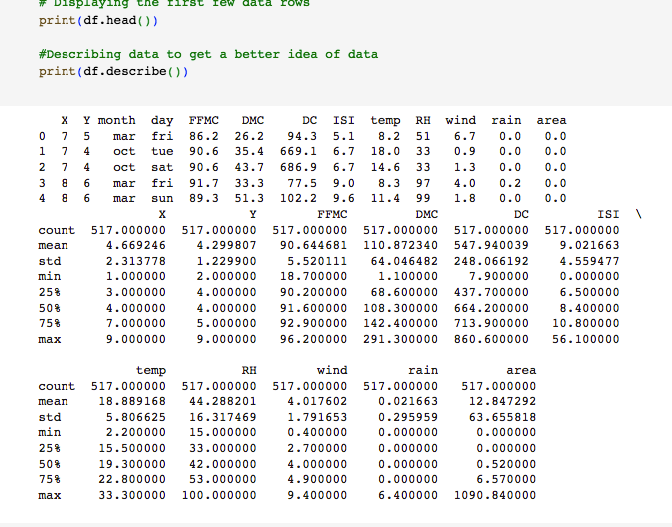 # Displaying the first few data rows
print(df.head())
#Describing data to get a better idea of data
print(df.describe())
X Y month day FFMC DMC DC ISI temp RH wind rain area
0 7 5 mar fri 86.2 26.2 94.3 5.1 8.2 51 6.7 0.0 0.0
1 7 4 oct tue 90.6 35.4 669.1 6.7 18.0 33 0.9 0.0 0.0
2 7 4 oct sat 90.6 43.7 686.9 6.7 14.6 33 1.3 0.0 0.0
3 8 6 mar fri 91.7 33.3 77.5 9.0 8.3 97 4.0 0.2 0.0
4 8 6 mar sun 89.3 51.3 102.2 9.6 11.4 99 1.8 0.0 0.0
X Y FFMC DMC DC ISI \
count 517.000000 517.000000 517.000000 517.000000 517.000000 517.000000
mean 4.669246 4.299807 90.644681 110.872340 547.940039 9.021663
std 2.313778 1.229900 5.520111 64.046482 248.066192 4.559477
min 1.000000 2.000000 18.700000 1.100000 7.900000 0.000000
25% 3.000000 4.000000 90.200000 68.600000 437.700000 6.500000
50% 4.000000 4.000000 91.600000 108.300000 664.200000 8.400000
75% 7.000000 5.000000 92.900000 142.400000 713.900000 10.800000
max 9.000000 9.000000 96.200000 291.300000 860.600000 56.100000
temp RH wind rain area
count 517.000000 517.000000 517.000000 517.000000 517.000000
mean 18.889168 44.288201 4.017602 0.021663 12.847292
std 5.806625 16.317469 1.791653 0.295959 63.655818
min 2.200000 15.000000 0.400000 0.000000 0.000000
25% 15.500000 33.000000 2.700000 0.000000 0.000000
50% 19.300000 42.000000 4.000000 0.000000 0.520000
75% 22.800000 53.000000 4.900000 0.000000 6.570000
max 33.300000 100.000000 9.400000 6.400000 1090.840000